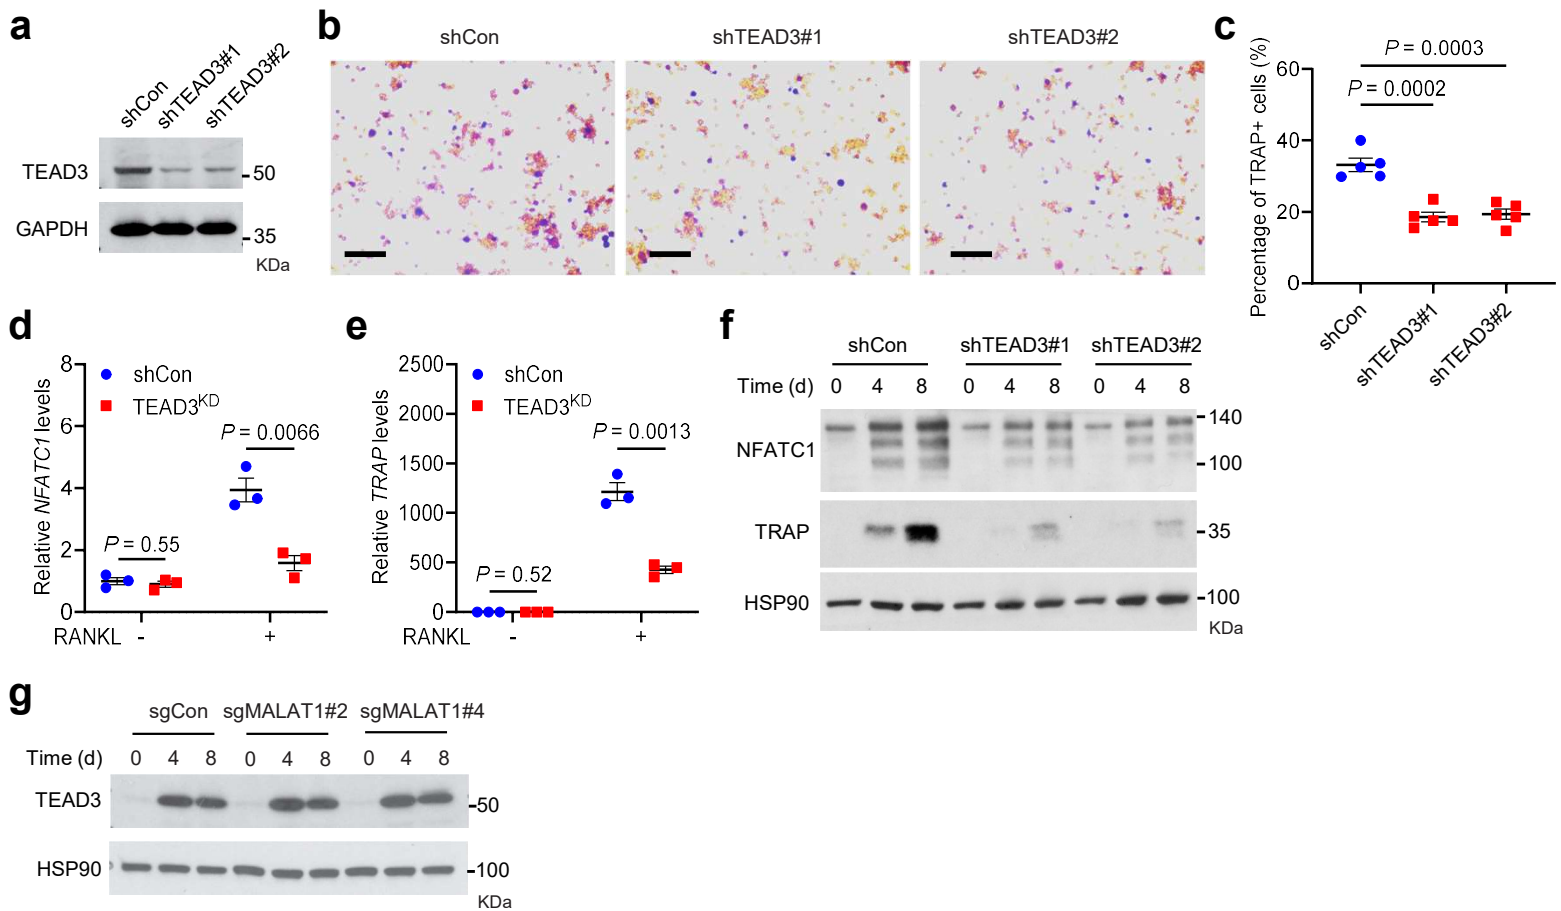 a
shCon
shTEAD3#1
shTEAD3#2
TEAD3
50
GAPDH
35
KDa
b
shCon
shTEAD3#1
shTEAD3#2
c
Percentage of TRAP+ cells (%)
P = 0.0003
P = 0.0002
60
40
20
0
shCon
shTEAD3#1
shTEAD3#2
d
Relative NFATC1 levels
8
6
4
2
0
shCon
TEAD3KD
P = 0.0066
P = 0.55
RANKL - +
e
Relative TRAP levels
2500
2000
1500
1000
500
0
shCon
TEAD3KD
P = 0.0013
P = 0.52
RANKL - +
f
shCon shTEAD3#1 shTEAD3#2
Time (d) 0 4 8 0 4 8 0 4 8
NFATC1
140
100
TRAP
35
HSP90
100
KDa
g
sgCon sgMALAT1#2 sgMALAT1#4
Time (d) 0 4 8 0 4 8 0 4 8
TEAD3
50
HSP90
100
KDa